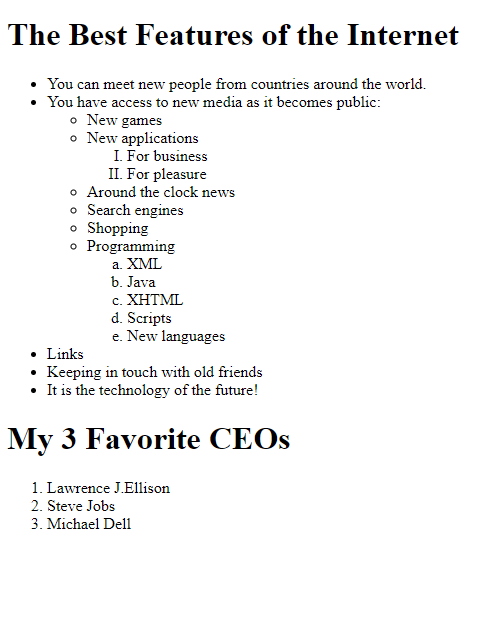 The Best Features of the Internet
• You can meet new people from countries around the world.
• You have access to new media as it becomes public:
◦ New games
◦ New applications
I. For business
II. For pleasure
◦ Around the clock news
◦ Search engines
◦ Shopping
◦ Programming
a. XML
b. Java
c. XHTML
d. Scripts
e. New languages
• Links
• Keeping in touch with old friends
• It is the technology of the future!
My 3 Favorite CEOs
1. Lawrence J.Ellison
2. Steve Jobs
3. Michael Dell